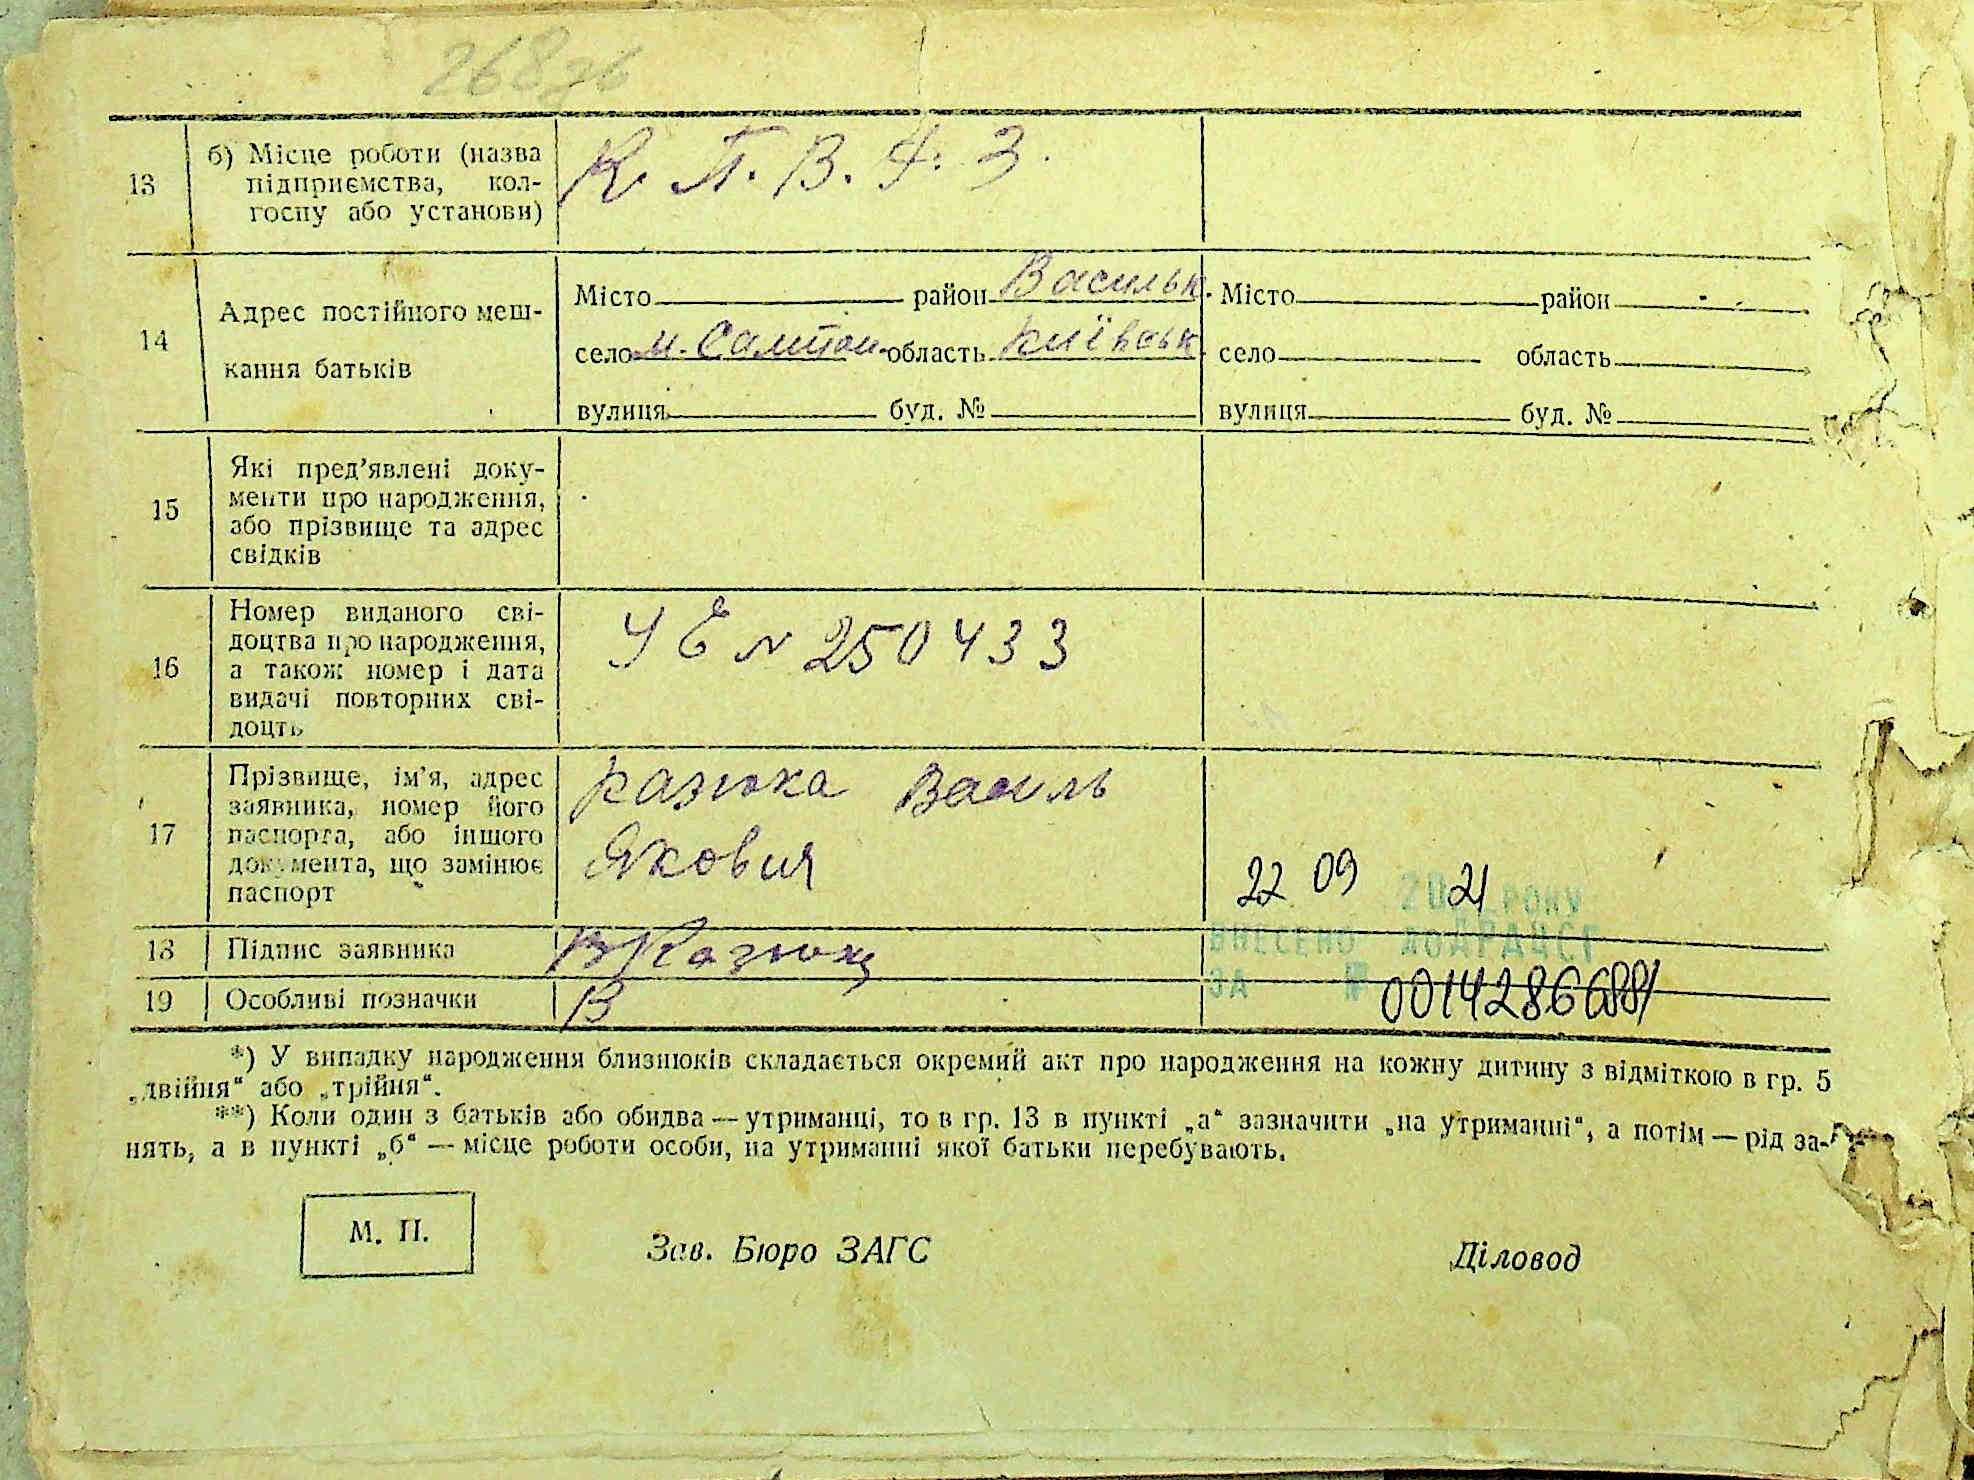 268зв
13
б) Місце роботи (назва
підприємства, кол-
госпу або установи)
К. П. В. Ч. З.
14
Адрес постійного меш-
кання батьків
Місто район Васильк.
село область Київськ
вулиця буд. №
Місто район
село область
вулиця буд. №
15
Які пред’явлені доку-
менти про народження,
або прізвище та адрес
свідків
16
Номер виданого сві-
доцтва про народження,
а також номер і дата
видачі повторних сві-
доцть
УЕ № 250433
17
Прізвище, ім’я, адрес
заявника, номер його
паспорта, або іншого
документа, що замінює
паспорт
Казюка Василь
Якович
22 09 2021 РОКУ
18
Підпис заявника
ВКазюка
ВНЕСЕНО ДО ДРАЦСГ
19
Особливі позначки
В
ЗА № 00142866881
*) У випадку народження близнюків складається окремий акт про народження на кожну дитину з відміткою в гр. 5
„двійня“ або „трійня“.
**) Коли один з батьків або обидва — утриманці, то в гр. 13 в пункті „а“ зазначити „на утриманні“, а потім — рід за-
нять, а в пункті „б“ — місце роботи особи, на утриманні якої батьки перебувають.
М. П.
Зав. Бюро ЗАГС
Діловод